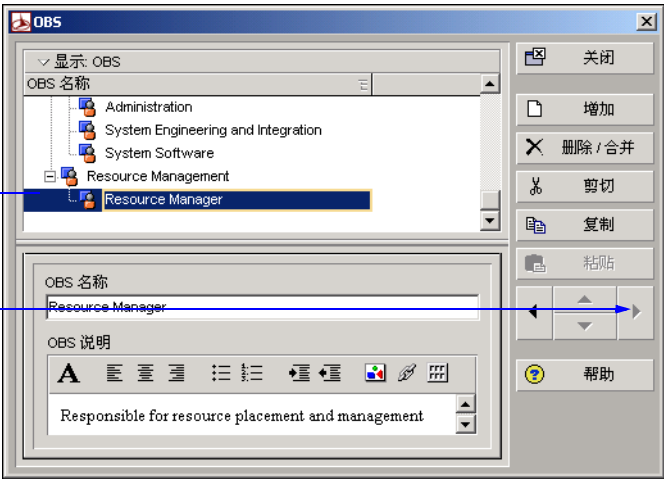 OBS
显示: OBS
OBS 名称
Administration
System Engineering and Integration
System Software
Resource Management
Resource Manager
OBS 名称
Resource Manager
OBS 说明
A
Responsible for resource placement and management
关闭
增加
删除 / 合并
剪切
复制
粘贴
帮助